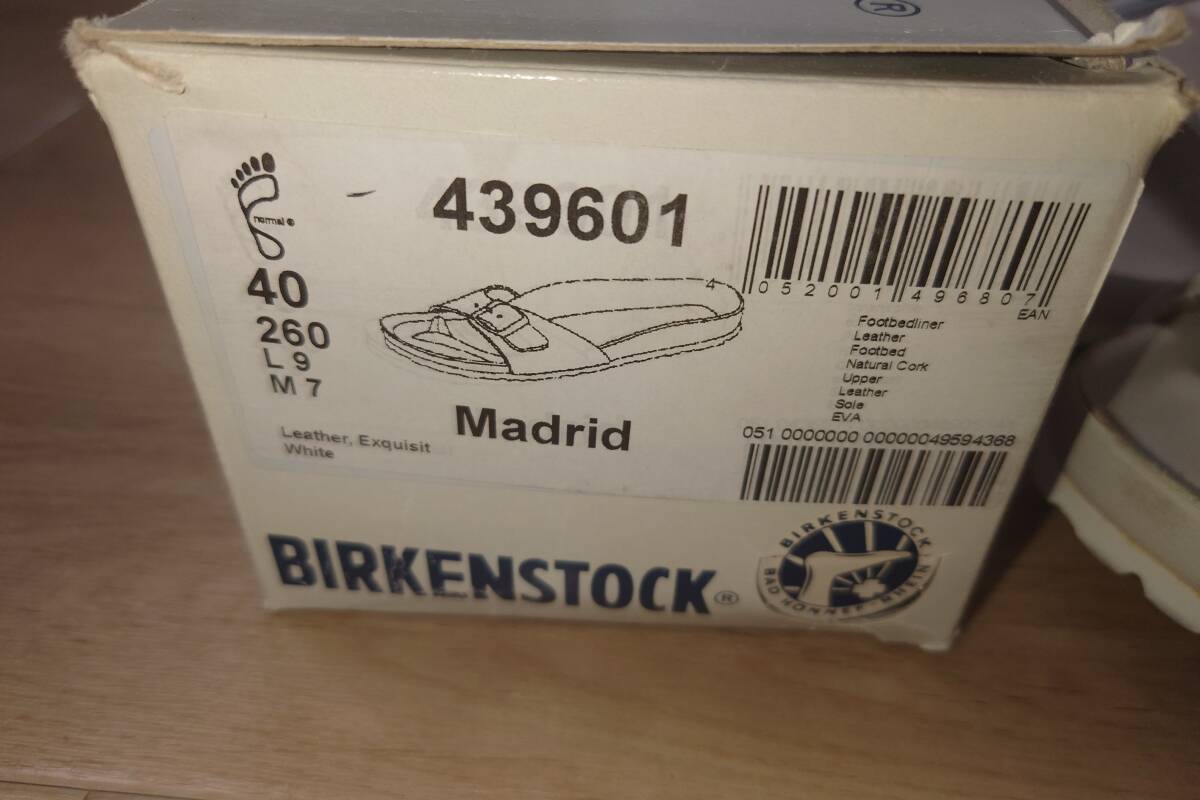 ®
normal ®
439601
40
260
L 9
M 7
4 052001 496807
EAN
Footbedliner
Leather
Footbed
Natural Cork
Upper
Leather
Sole
EVA
Madrid
Leather, Exquisit
White
051 0000000 00000049594368
BIRKENSTOCK®
BIRKENSTOCK
BAD HONNEF-RHEIN